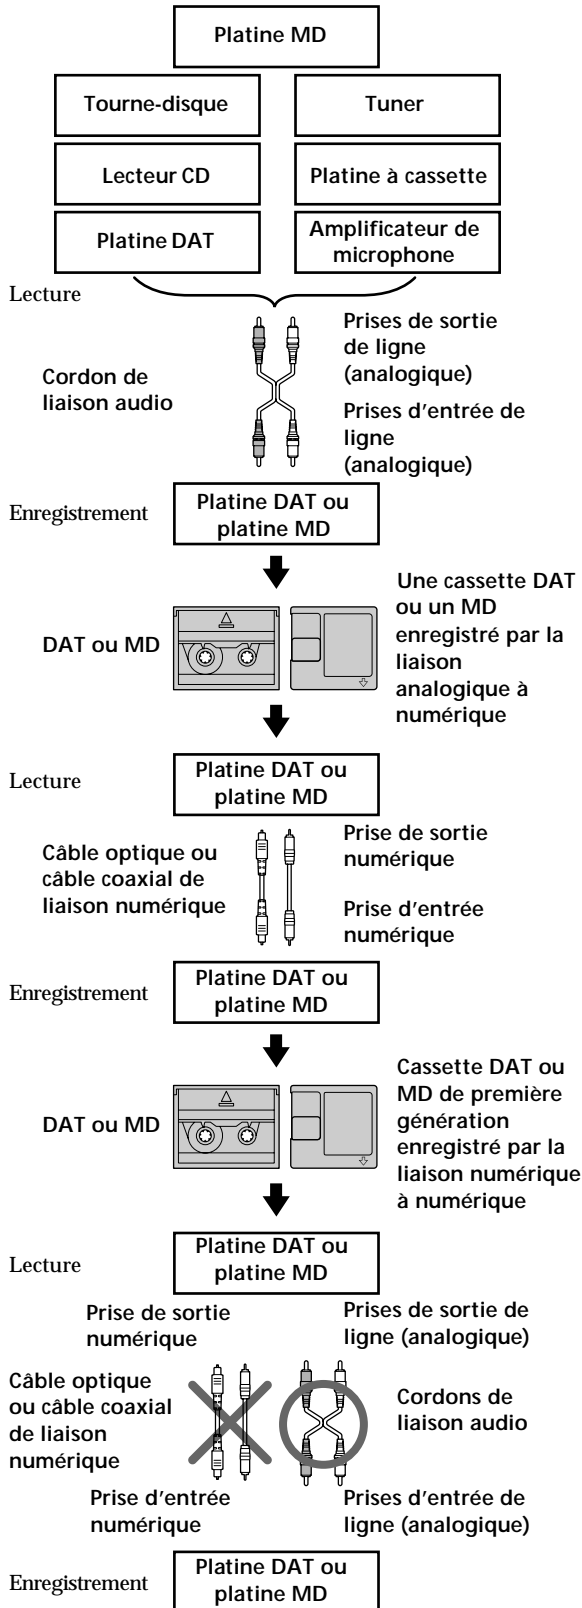 Platine MD
Tourne-disque
Tuner
Lecteur CD
Platine à cassette
Platine DAT
Amplificateur de
microphone
Lecture
Prises de sortie
de ligne
(analogique)
Cordon de
liaison audio
Prises d'entrée de
ligne
(analogique)
Enregistrement
Platine DAT ou
platine MD
Une cassette DAT
ou un MD
enregistré par la
liaison
analogique à
numérique
DAT ou MD
Lecture
Platine DAT ou
platine MD
Câble optique ou
câble coaxial de
liaison numérique
Prise de sortie
numérique
Prise d'entrée
numérique
Enregistrement
Platine DAT ou
platine MD
Cassette DAT ou
MD de première
génération
enregistré par la
liaison numérique
à numérique
DAT ou MD
Lecture
Platine DAT ou
platine MD
Prise de sortie
numérique
Prises de sortie de
ligne (analogique)
Câble optique
ou câble coaxial
de liaison
numérique
Cordons de
liaison audio
Prise d'entrée
numérique
Prises d'entrée de
ligne (analogique)
Enregistrement
Platine DAT ou
platine MD